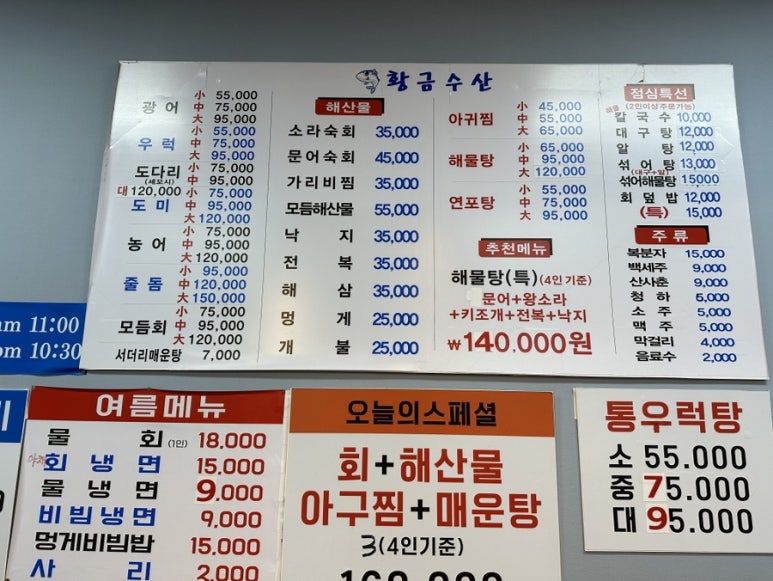 황금수산
광어 小 55,000
中 75,000
大 95,000
우럭 小 55,000
中 75,000
大 95,000
도다리 小 75,000
(세꼬시) 中 95,000
대 120,000
도미 小 75,000
中 95,000
大 120,000
농어 小 75,000
中 95,000
大 120,000
줄돔 小 95,000
中 120,000
大 150,000
모듬회 小 75,000
中 95,000
大 120,000
서더리매운탕 7,000
해산물
소라숙회 35,000
문어숙회 45,000
가리비찜 35,000
모듬해산물 55,000
낙지 35,000
전복 35,000
해삼 35,000
멍게 25,000
개불 25,000
아귀찜 小 45,000
中 55,000
大 65,000
해물탕 小 65,000
中 95,000
大 120,000
연포탕 小 55,000
中 75,000
大 95,000
추천메뉴
해물탕(특)(4인기준)
문어+왕소라
+키조개+전복+낙지
₩140,000원
점심특선
(2인이상주문가능)
해물
칼국수 10,000
대구탕 12,000
알탕 12,000
섞어탕 13,000
(대구+알)
섞어해물탕 15000
회덮밥 12,000
(특) 15,000
주류
복분자 15,000
백세주 9,000
산사춘 9,000
청하 5,000
소주 5,000
맥주 5,000
막걸리 4,000
음료수 2,000
am 11:00
pm 10:30
여름메뉴
물회(1인) 18,000
회냉면 15,000
물냉면 9.000
비빔냉면 9,000
멍게비빔밥 15,000
사리 2,000
오늘의스페셜
회+해산물
아구찜+매운탕
3(4인기준)
통우럭탕
소 55.000
중 75.000
대 95.000